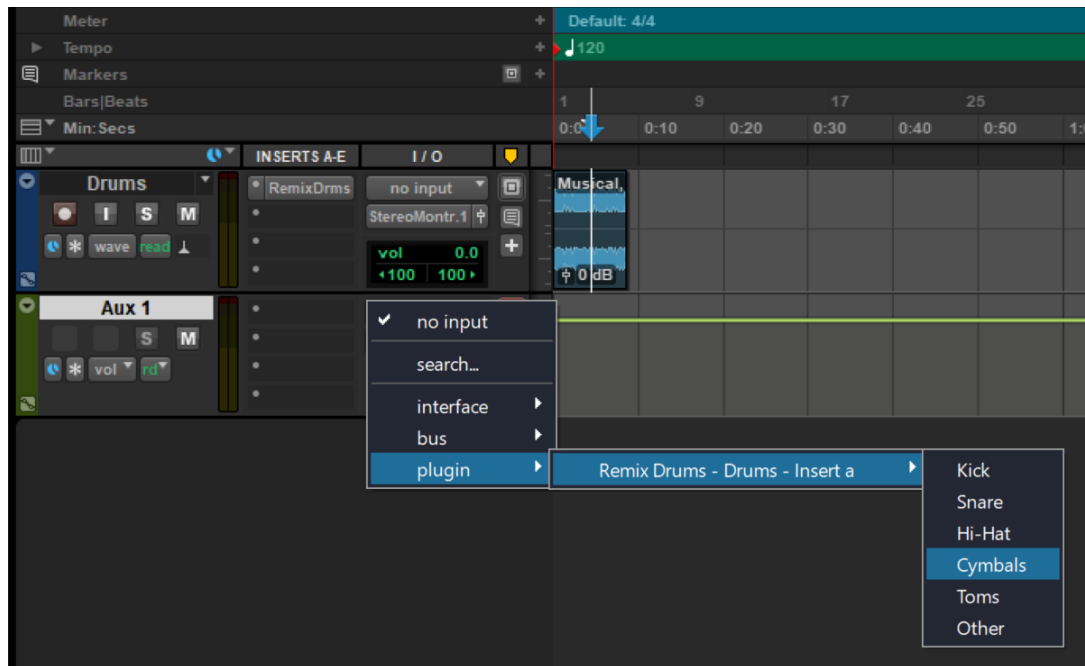 Meter
Default: 4/4
Tempo
120
Markers
Bars|Beats
1 9 17 25
Min:Secs
0:10 0:20 0:30 0:40 0:50
INSERTS A-E I / O
Drums
RemixDrms
no input
Musical,
I S M
StereoMontr.1
wave read
vol 0.0
100 100
0 dB
Aux 1
S M
vol rd
no input
search...
interface
bus
plugin
Remix Drums - Drums - Insert a
Kick
Snare
Hi-Hat
Cymbals
Toms
Other